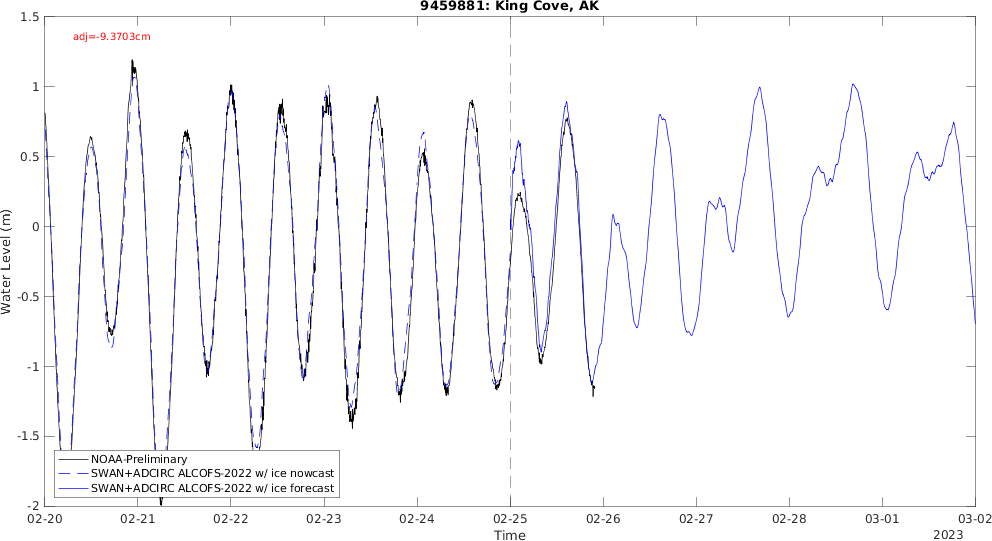 9459881: King Cove, AK
adj=-9.3703cm
1.5
1
0.5
0
-0.5
-1
-1.5
-2
Water Level (m)
NOAA-Preliminary
SWAN+ADCIRC ALCOFS-2022 w/ ice nowcast
SWAN+ADCIRC ALCOFS-2022 w/ ice forecast
02-20 02-21 02-22 02-23 02-24 02-25 02-26 02-27 02-28 03-01 03-02
Time
2023